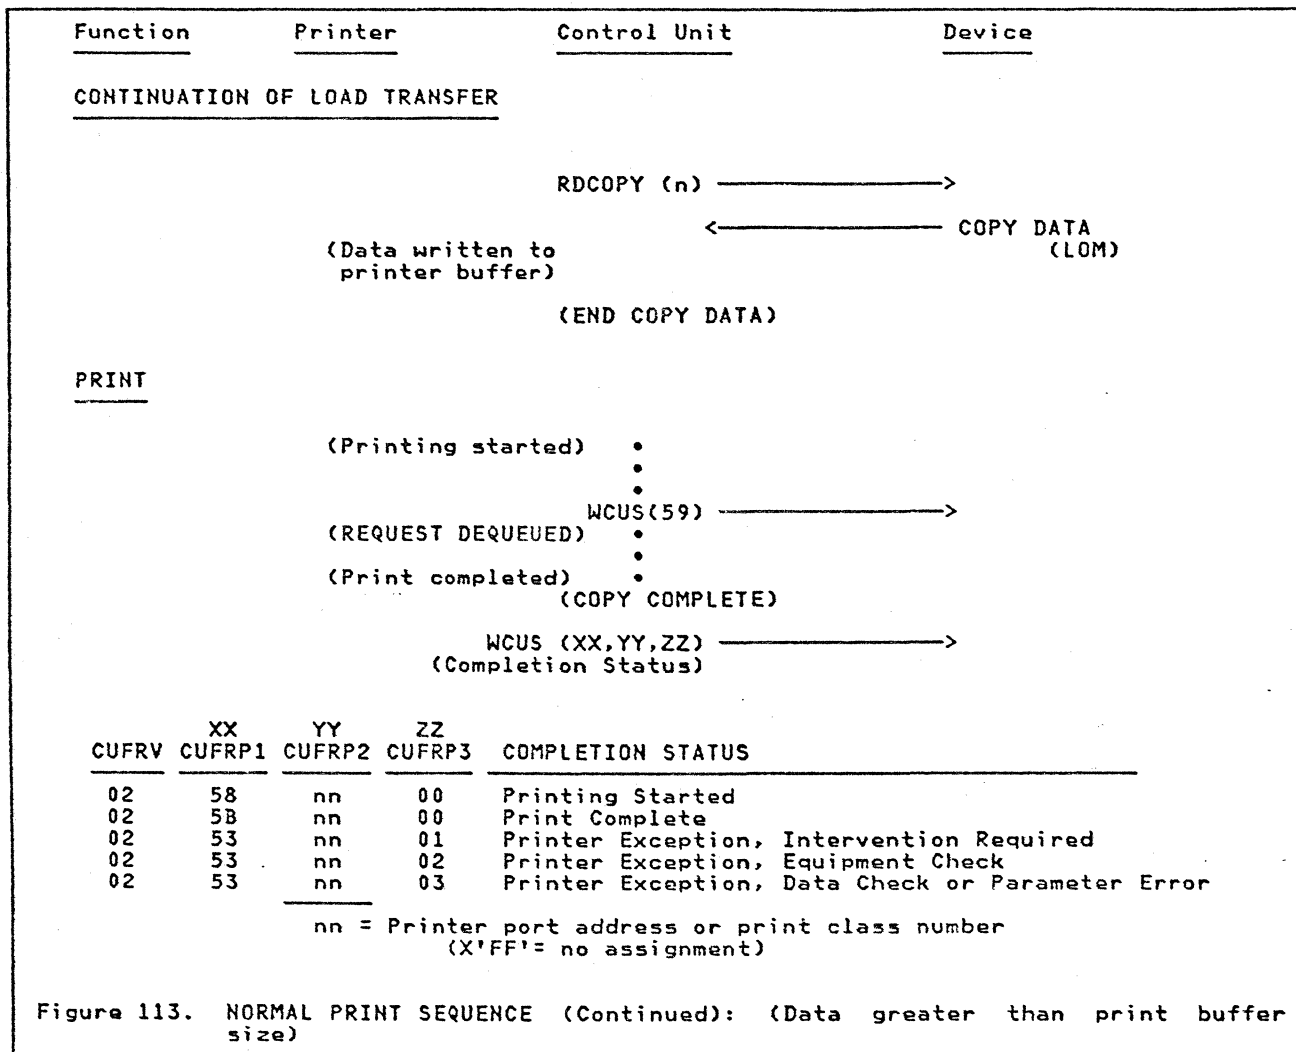 Function Printer Control Unit Device
CONTINUATION OF LOAD TRANSFER
RDCOPY (n)
COPY DATA
(Data written to (LOM)
printer buffer)
(END COPY DATA)
PRINT
(Printing started)
WCUS(59)
(REQUEST DEQUEUED)
(Print completed)
(COPY COMPLETE)
WCUS (XX,YY,ZZ)
(Completion Status)
XX YY ZZ
CUFRV CUFRP1 CUFRP2 CUFRP3 COMPLETION STATUS
02 58 nn 00 Printing Started
02 5B nn 00 Print Complete
02 53 nn 01 Printer Exception, Intervention Required
02 53 nn 02 Printer Exception, Equipment Check
02 53 nn 03 Printer Exception, Data Check or Parameter Error
nn = Printer port address or print class number
(X'FF'= no assignment)
Figure 113. NORMAL PRINT SEQUENCE (Continued): (Data greater than print buffer
size)